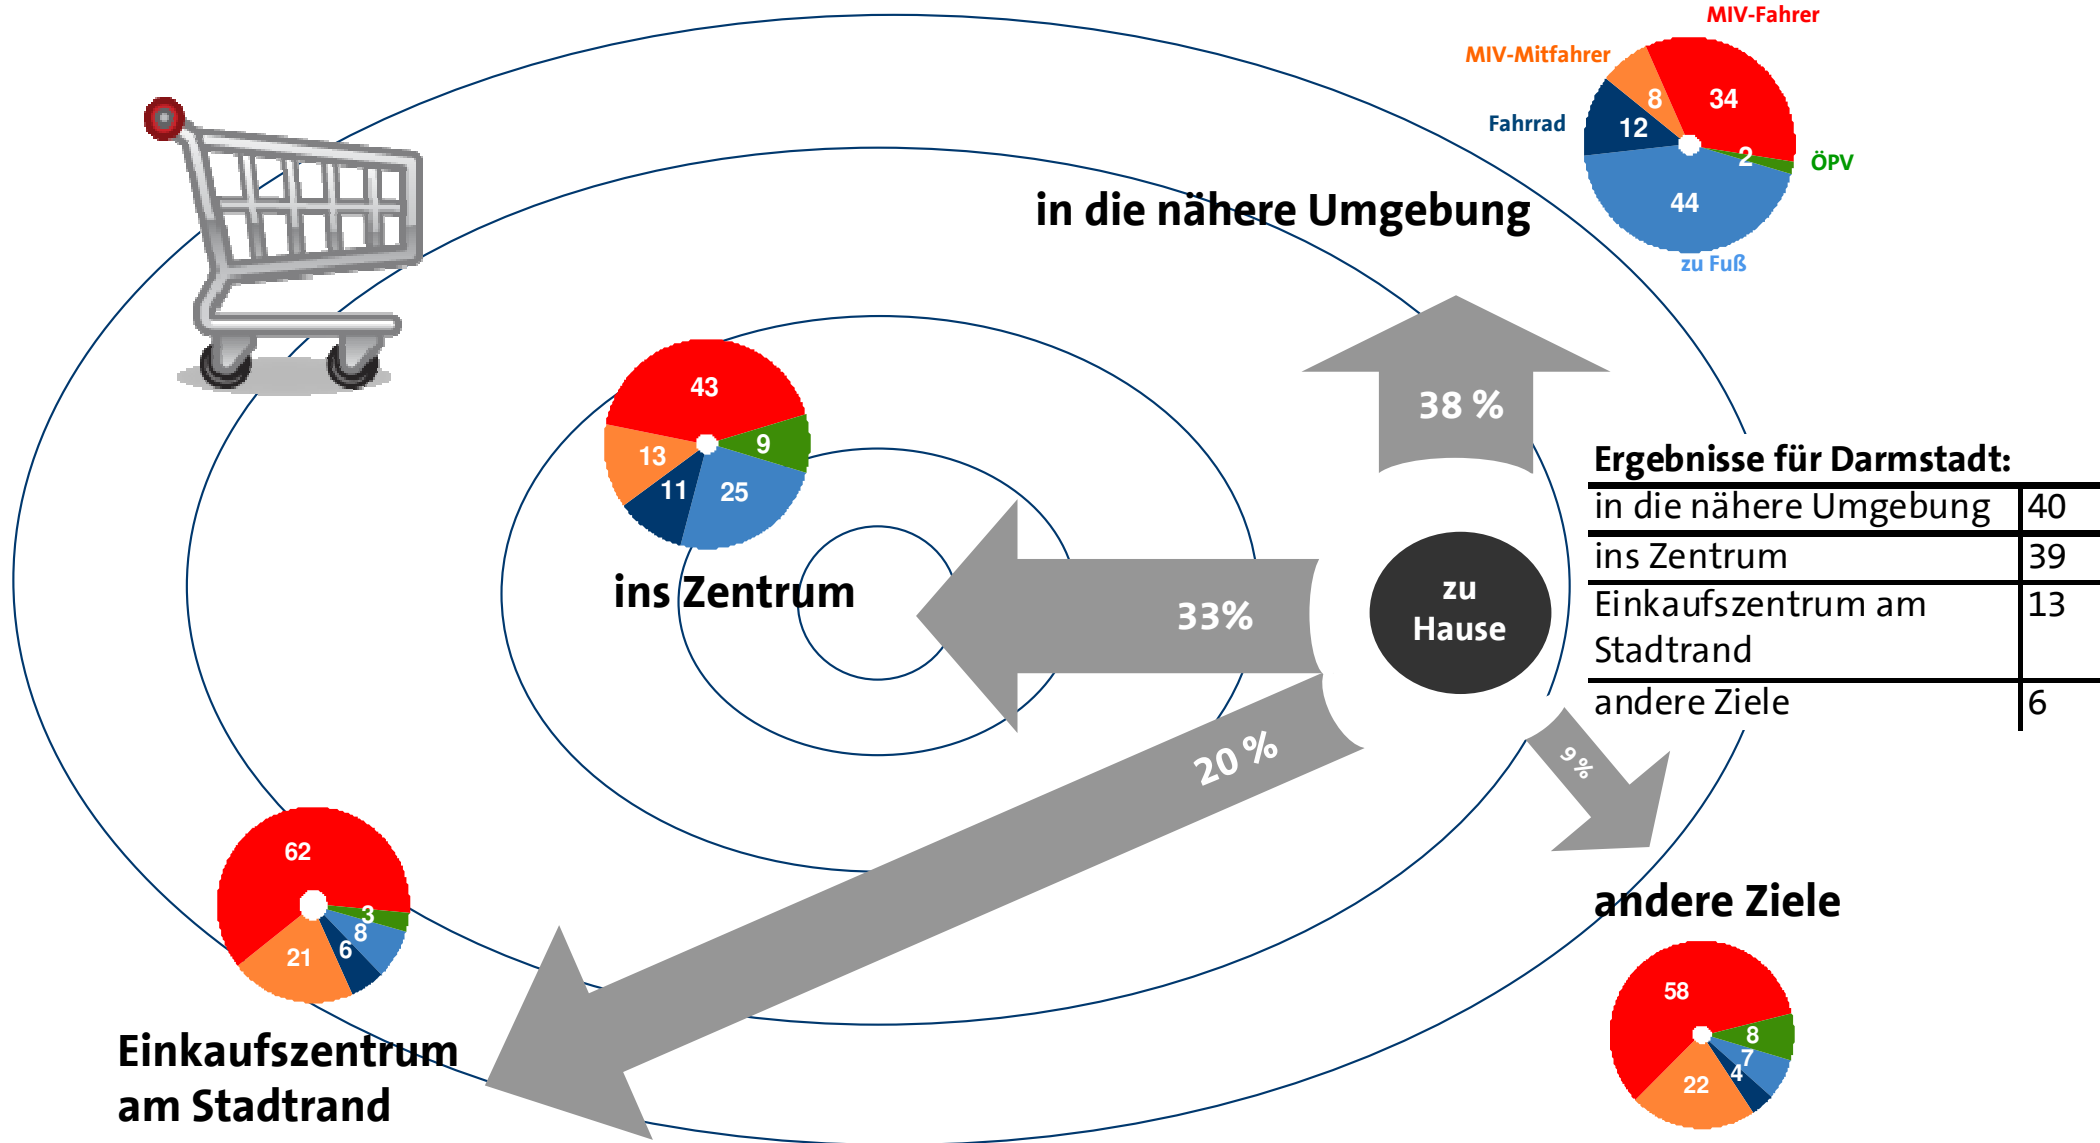 MIV-Fahrer
MIV-Mitfahrer
34
8
Fahrrad
12
2
ÖPV
44
zu Fuß
in die nähere Umgebung
43
9
13
11
25
ins Zentrum
38 %
33%
zu
Hause
20 %
9 %
Ergebnisse für Darmstadt:
in die nähere Umgebung 40
ins Zentrum 39
Einkaufszentrum am 13
Stadtrand
andere Ziele 6
62
3
8
6
21
Einkaufszentrum
am Stadtrand
andere Ziele
58
8
7
4
22